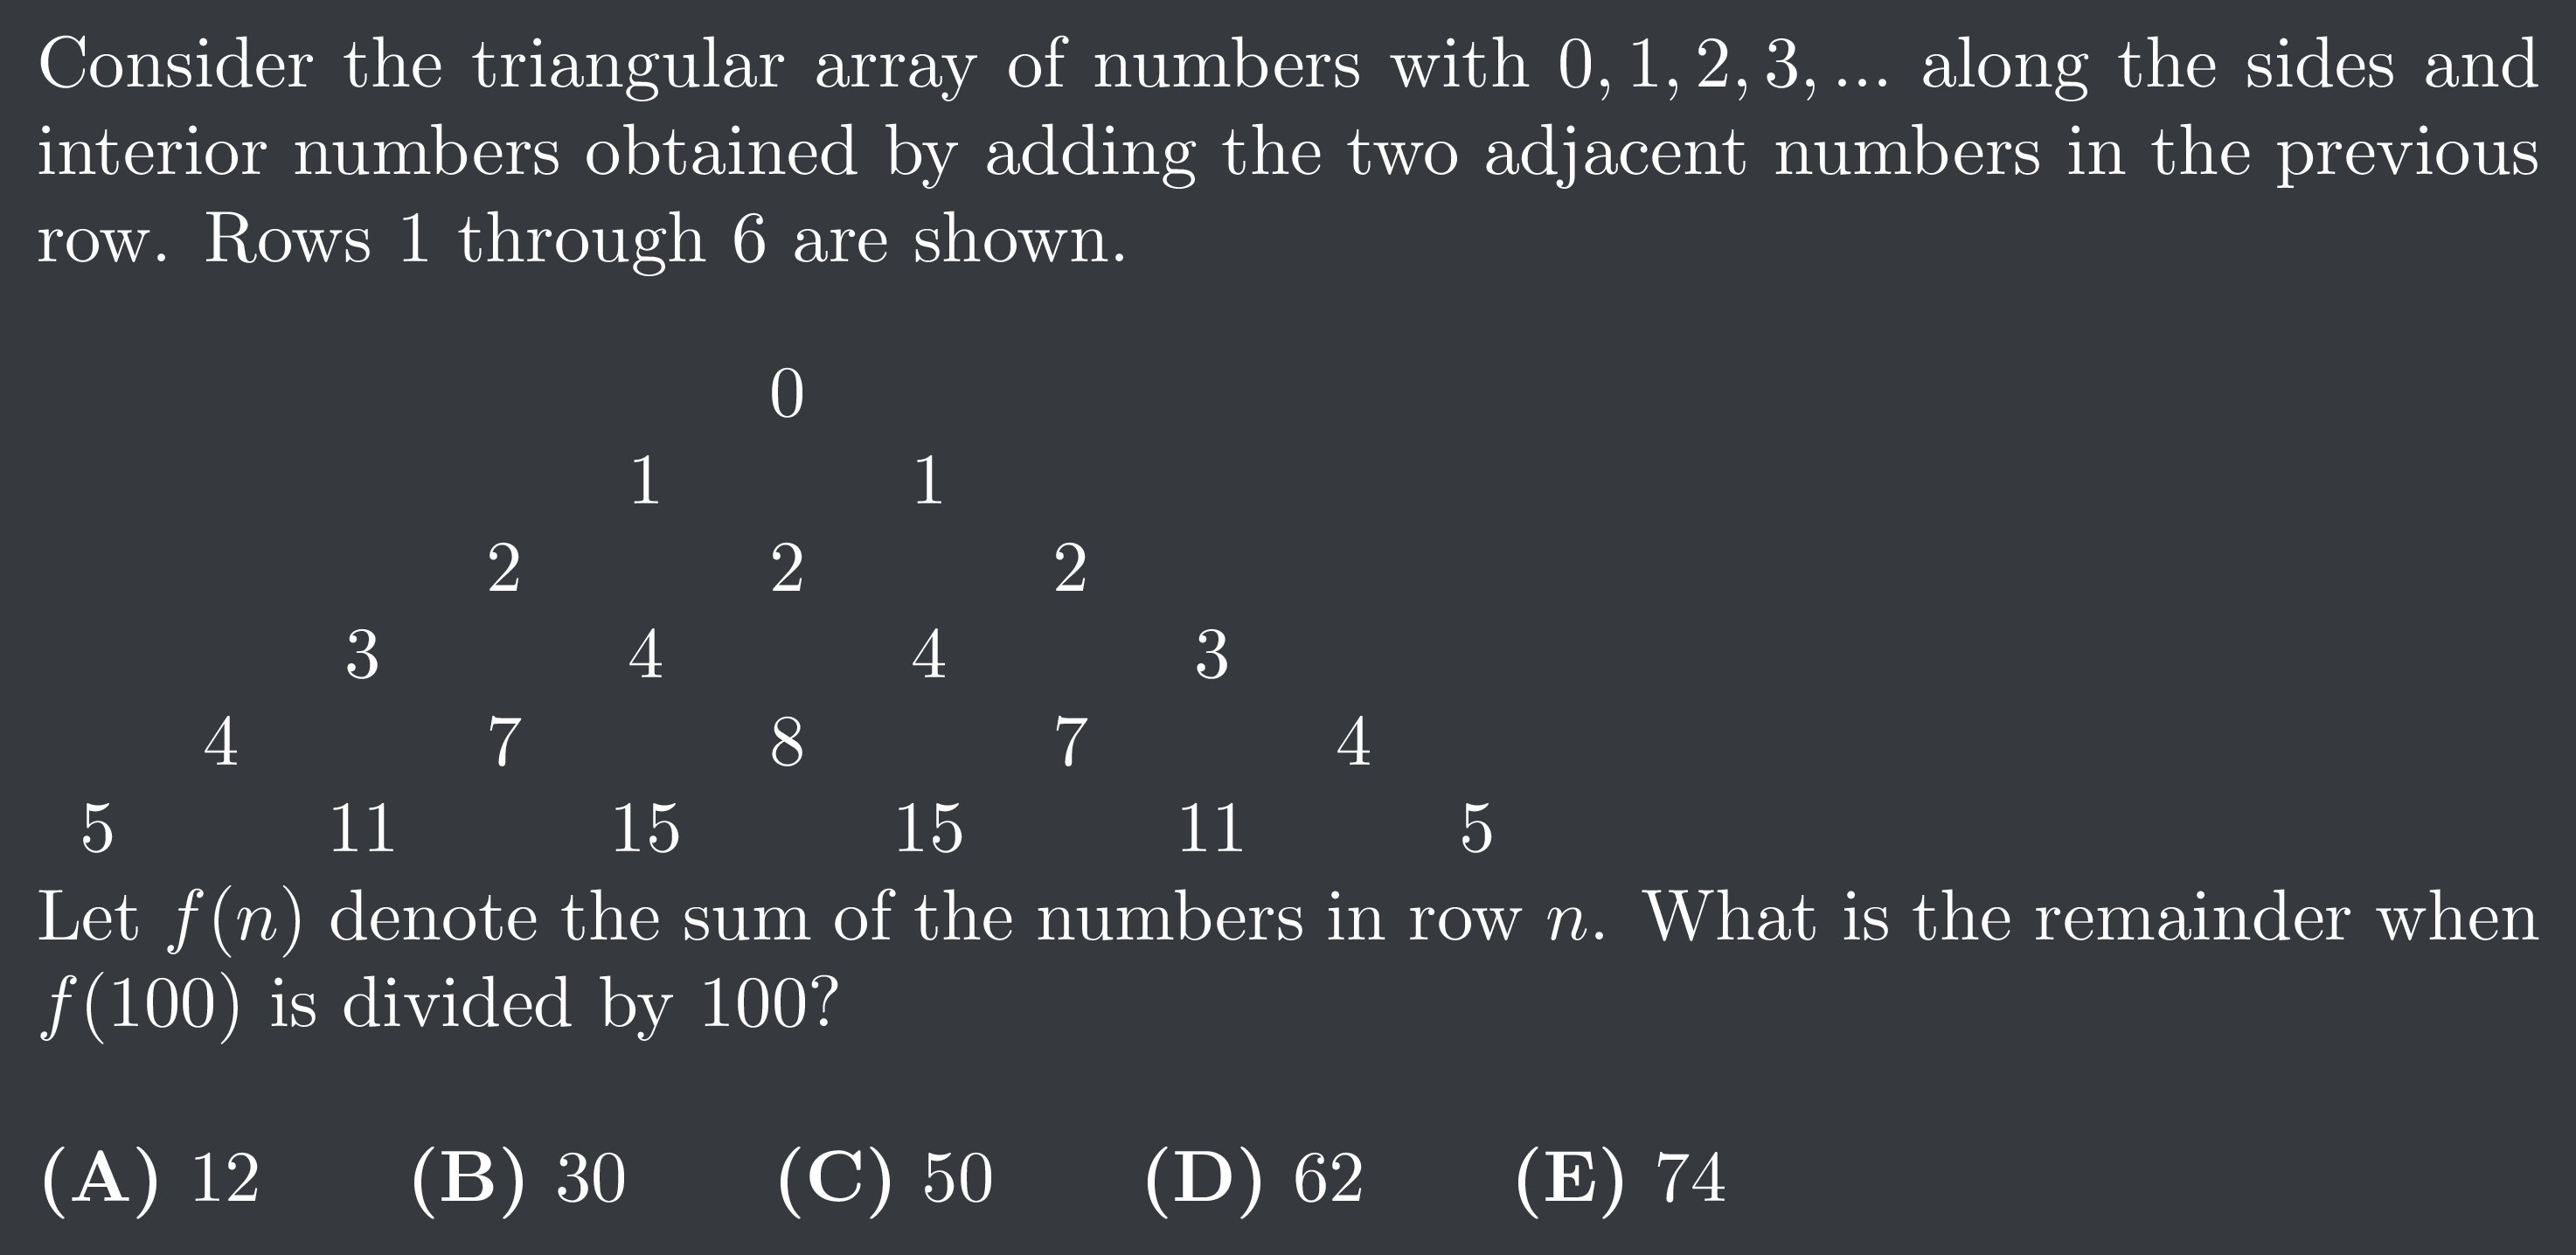 Consider the triangular array of numbers with 0, 1, 2, 3, ... along the sides and
interior numbers obtained by adding the two adjacent numbers in the previous
row. Rows 1 through 6 are shown.
0
1 1
2 2 2
3 4 4 3
4 7 8 7 4
5 11 15 15 11 5
Let f(n) denote the sum of the numbers in row n. What is the remainder when
f(100) is divided by 100?
(A) 12 (B) 30 (C) 50 (D) 62 (E) 74